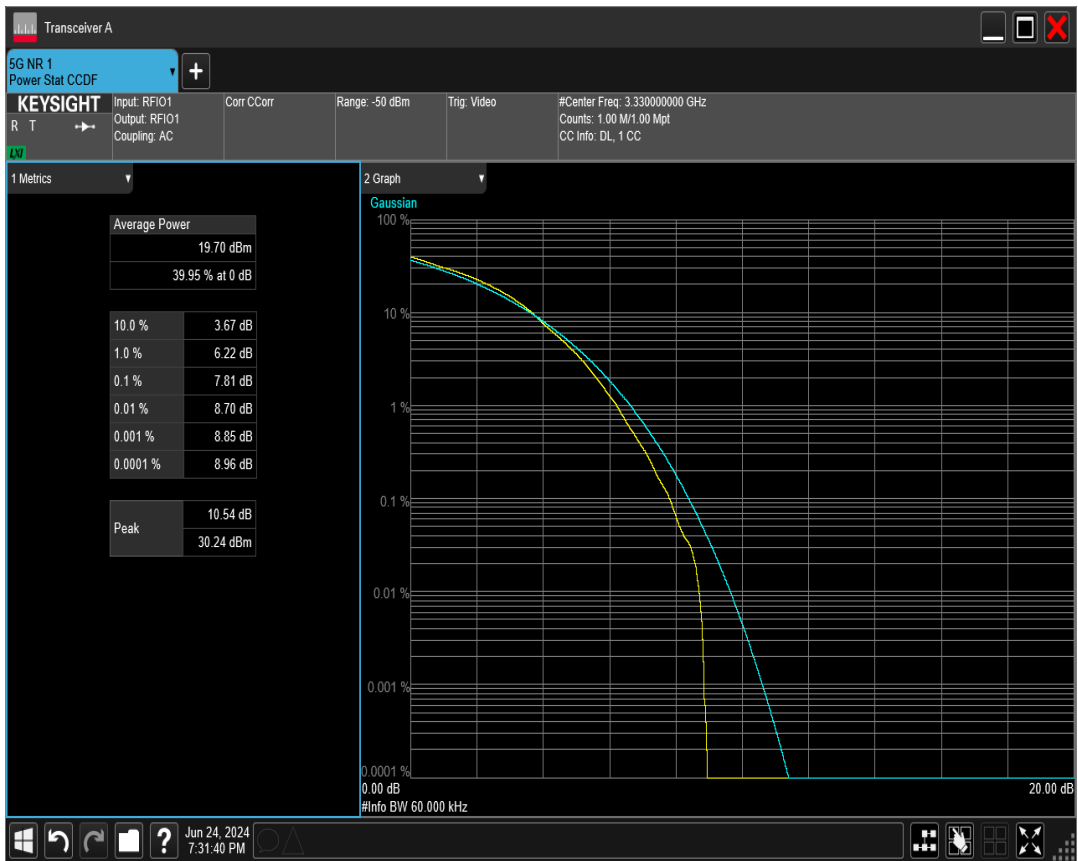 Transceiver A
5G NR 1
Power Stat CCDF
KEYSIGHT
R T
LXI
Input: RFIO1
Output: RFIO1
Coupling: AC
Corr CCorr
Range: -50 dBm
Trig: Video
#Center Freq: 3.330000000 GHz
Counts: 1.00 M/1.00 Mpt
CC Info: DL, 1 CC
1 Metrics
Average Power
19.70 dBm
39.95 % at 0 dB
10.0 % 3.67 dB
1.0 % 6.22 dB
0.1 % 7.81 dB
0.01 % 8.70 dB
0.001 % 8.85 dB
0.0001 % 8.96 dB
Peak
10.54 dB
30.24 dBm
2 Graph
Gaussian
100 %
10 %
1 %
0.1 %
0.01 %
0.001 %
0.0001 %
0.00 dB 20.00 dB
#Info BW 60.000 kHz
?
Jun 24, 2024
7:31:40 PM